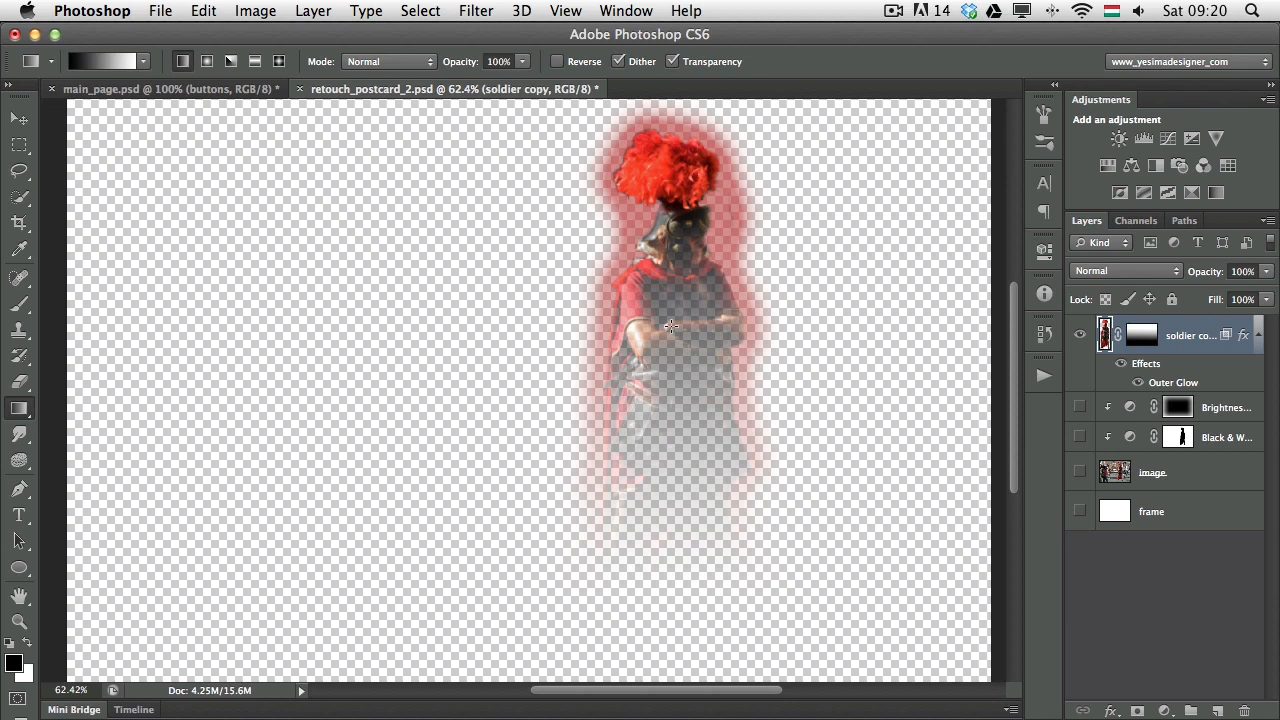 Photoshop File Edit Image Layer Type Select Filter 3D View Window Help 14 Sat 09:20
Adobe Photoshop CS6
Mode: Normal Opacity: 100% Reverse Dither Transparency www_yesimadesigner_com
main_page.psd @ 100% (buttons, RGB/8) * retouch_postcard_2.psd @ 62.4% (soldier copy, RGB/8) *
Adjustments
Add an adjustment
Layers Channels Paths
Kind
Normal Opacity: 100%
Lock: Fill: 100%
soldier co... fx
Effects
Outer Glow
Brightnes...
Black & W...
image
frame
62.42% Doc: 4.25M/15.6M
Mini Bridge Timeline